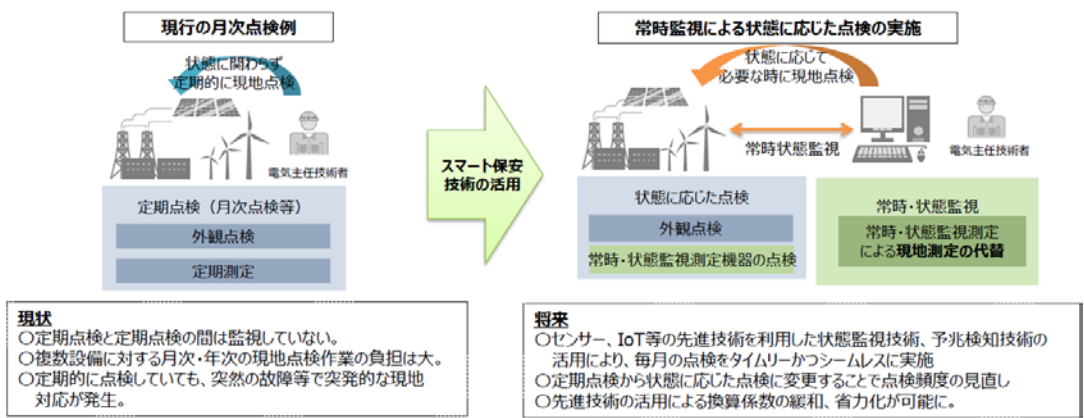 現行の月次点検例
状態に関わらず
定期的に現地点検
電気主任技術者
定期点検（月次点検等）
外観点検
定期測定
スマート保安
技術の活用
常時監視による状態に応じた点検の実施
状態に応じて
必要な時に現地点検
常時状態監視
電気主任技術者
状態に応じた点検
外観点検
常時・状態監視測定機器の点検
常時・状態監視
常時・状態監視測定
による現地測定の代替
現状
○定期点検と定期点検の間は監視していない。
○複数設備に対する月次・年次の現地点検作業の負担は大。
○定期的に点検していても、突然の故障等で突発的な現地
対応が発生。
将来
○センサー、IoT等の先進技術を利用した状態監視技術、予兆検知技術の
活用により、毎月の点検をタイムリーかつシームレスに実施
○定期点検から状態に応じた点検に変更することで点検頻度の見直し
○先進技術の活用による換算係数の緩和、省力化が可能に。